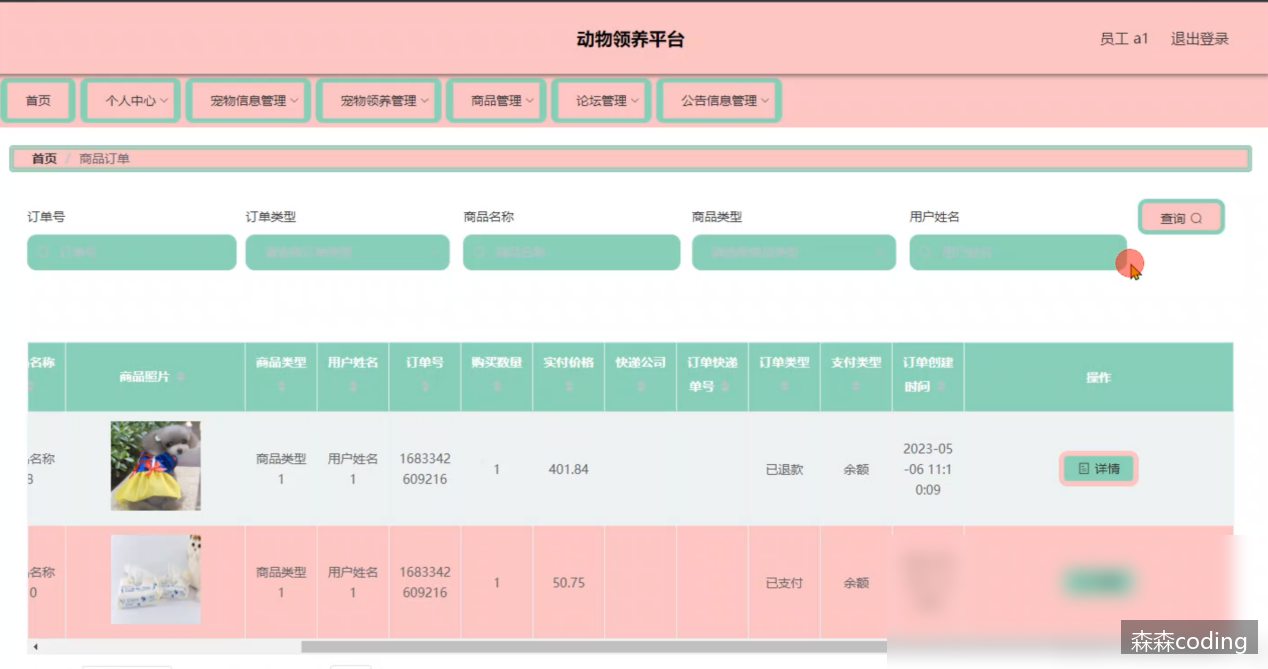 动物领养平台
员工 a1 退出登录
首页 个人中心 宠物信息管理 宠物领养管理 商品管理 论坛管理 公告信息管理
首页 / 商品订单
订单号 订单类型 商品名称 商品类型 用户姓名
查询
名称 商品照片 商品类型 用户姓名 订单号 购买数量 实付价格 快递公司 订单快递 订单类型 支付类型 订单创建 操作
单号 时间
名称 商品类型 用户姓名 1683342 1 401.84 已退款 余额 2023-05 详情
8 1 1 609216 -06 11:1
0:09
名称 商品类型 用户姓名 1683342 1 50.75 已支付 余额
0 1 1 609216
森森coding